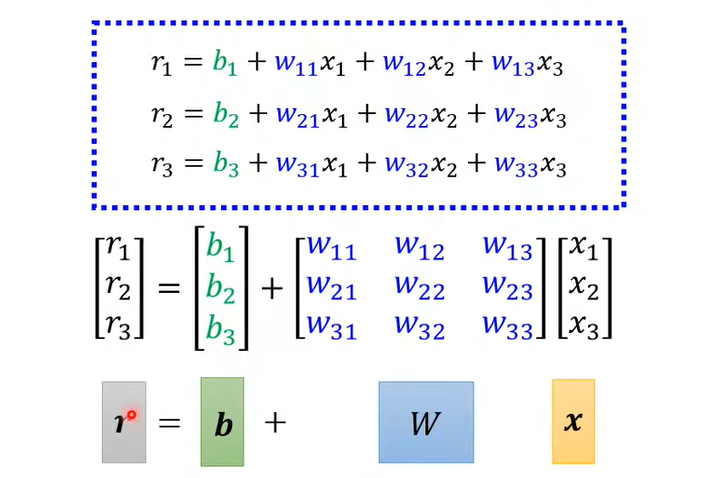 r₁ = b₁ + w₁₁x₁ + w₁₂x₂ + w₁₃x₃
r₂ = b₂ + w₂₁x₁ + w₂₂x₂ + w₂₃x₃
r₃ = b₃ + w₃₁x₁ + w₃₂x₂ + w₃₃x₃
[r₁] [b₁] [w₁₁ w₁₂ w₁₃] [x₁]
[r₂] = [b₂] + [w₂₁ w₂₂ w₂₃] [x₂]
[r₃] [b₃] [w₃₁ w₃₂ w₃₃] [x₃]
r = b + W x